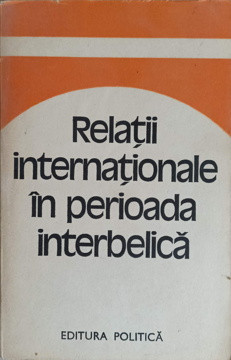 Relații
internaționale
în perioada
interbelică
EDITURA POLITICĂ